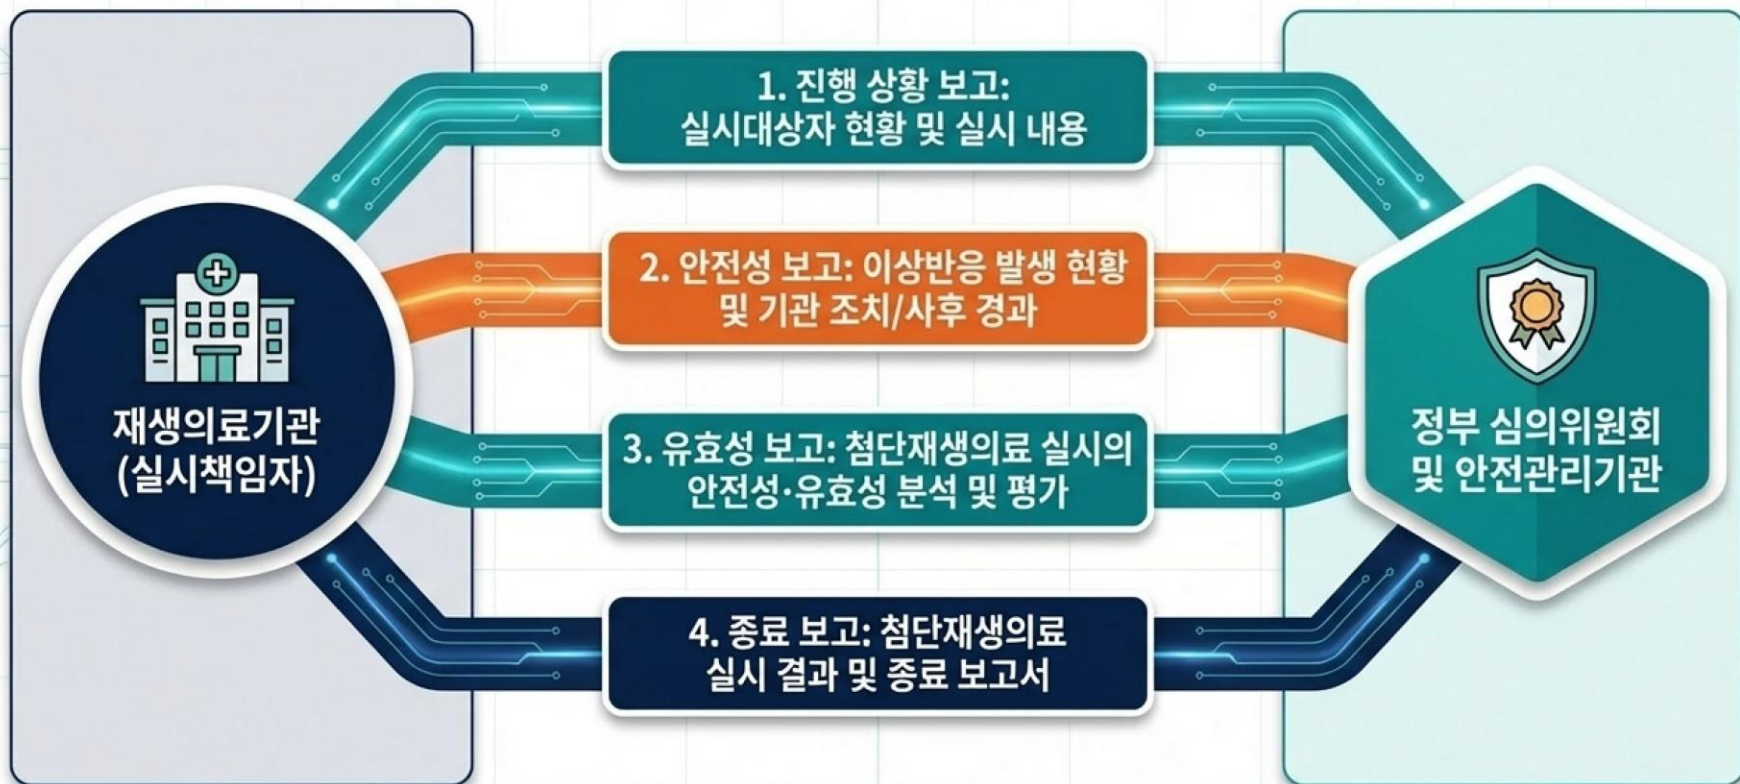 1. 진행 상황 보고:
실시대상자 현황 및 실시 내용
2. 안전성 보고: 이상반응 발생 현황
및 기관 조치/사후 경과
재생의료기관
(실시책임자)
3. 유효성 보고: 첨단재생의료 실시의
안전성·유효성 분석 및 평가
정부 심의위원회
및 안전관리기관
4. 종료 보고: 첨단재생의료
실시 결과 및 종료 보고서